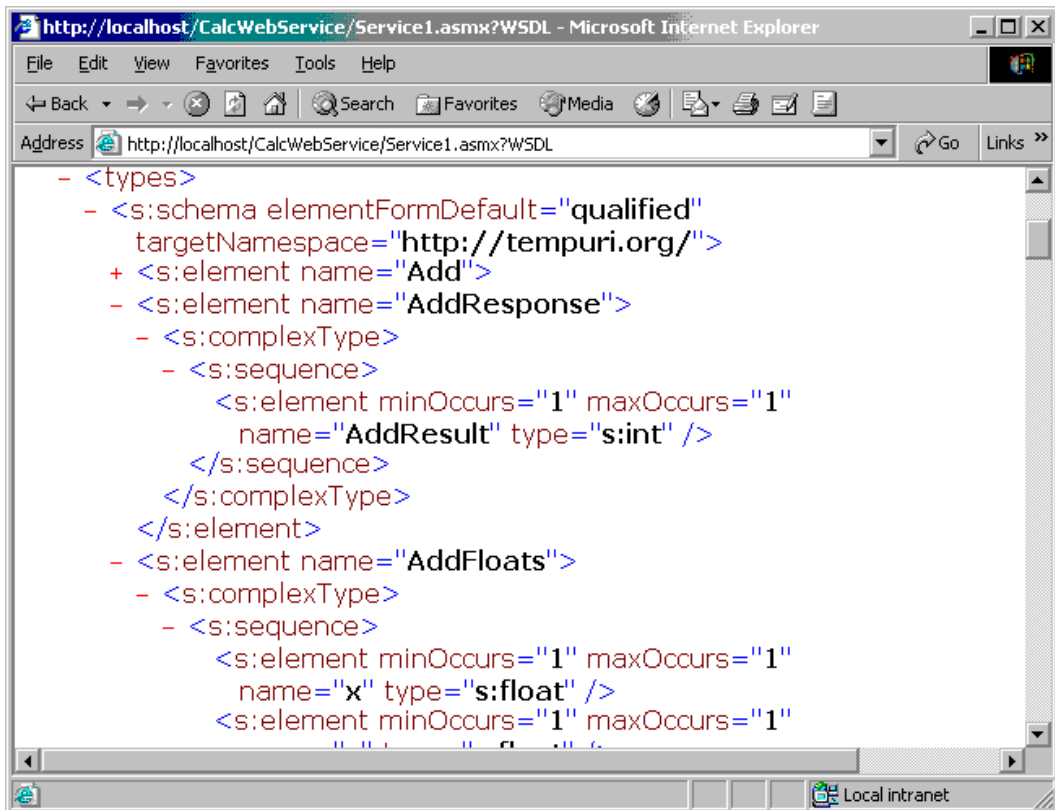 http://localhost/CalcWebService/Service1.asmx?WSDL - Microsoft Internet Explorer
File Edit View Favorites Tools Help
Back Search Favorites Media
Address http://localhost/CalcWebService/Service1.asmx?WSDL Go Links »
- <types>
- <s:schema elementFormDefault="qualified"
targetNamespace="http://tempuri.org/">
+ <s:element name="Add">
- <s:element name="AddResponse">
- <s:complexType>
- <s:sequence>
<s:element minOccurs="1" maxOccurs="1"
name="AddResult" type="s:int" />
</s:sequence>
</s:complexType>
</s:element>
- <s:element name="AddFloats">
- <s:complexType>
- <s:sequence>
<s:element minOccurs="1" maxOccurs="1"
name="x" type="s:float" />
<s:element minOccurs="1" maxOccurs="1"
Local intranet